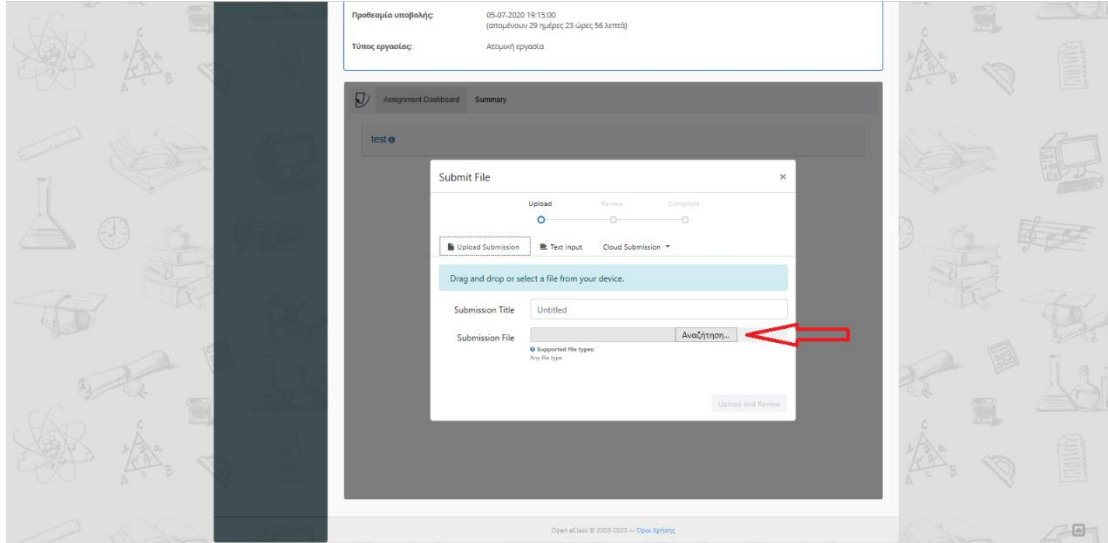 Προθεσμία υποβολής: 05-07-2020 19:15:00
(απομένουν 29 ημέρες 23 ώρες 56 λεπτά)
Τύπος εργασίας: Ατομική εργασία
Assignment Dashboard Summary
test
Submit File ×
Upload Review Complete
Upload Submission Text Input Cloud Submission
Drag and drop or select a file from your device.
Submission Title Untitled
Submission File Αναζήτηση...
Supported file types:
Any file type
Upload and Review
Open eClass © 2003-2020 — Όροι Χρήσης